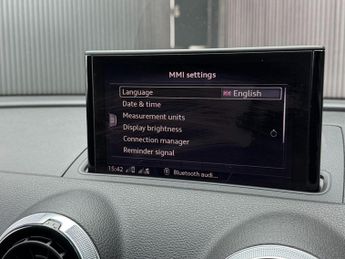 MMI settings
Language English
Date & time
Measurement units
Display brightness
Connection manager
Reminder signal
15:42 Bluetooth audi...